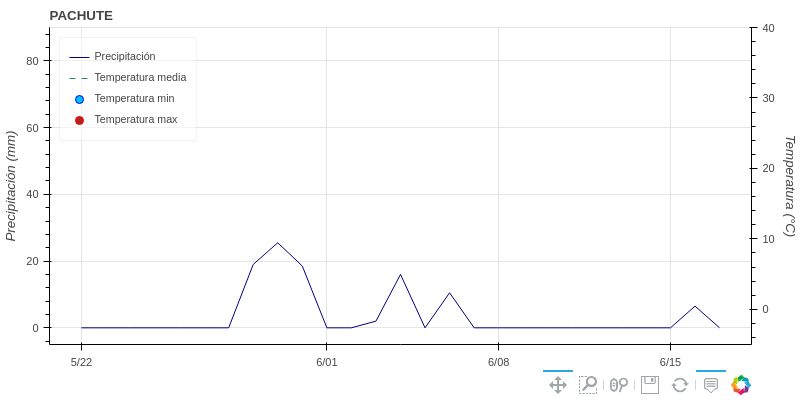 PACHUTE
Precipitación
Temperatura media
Temperatura min
Temperatura max
Precipitación (mm)
80
60
40
20
0
Temperatura (°C)
40
30
20
10
0
5/22
6/01
6/08
6/15